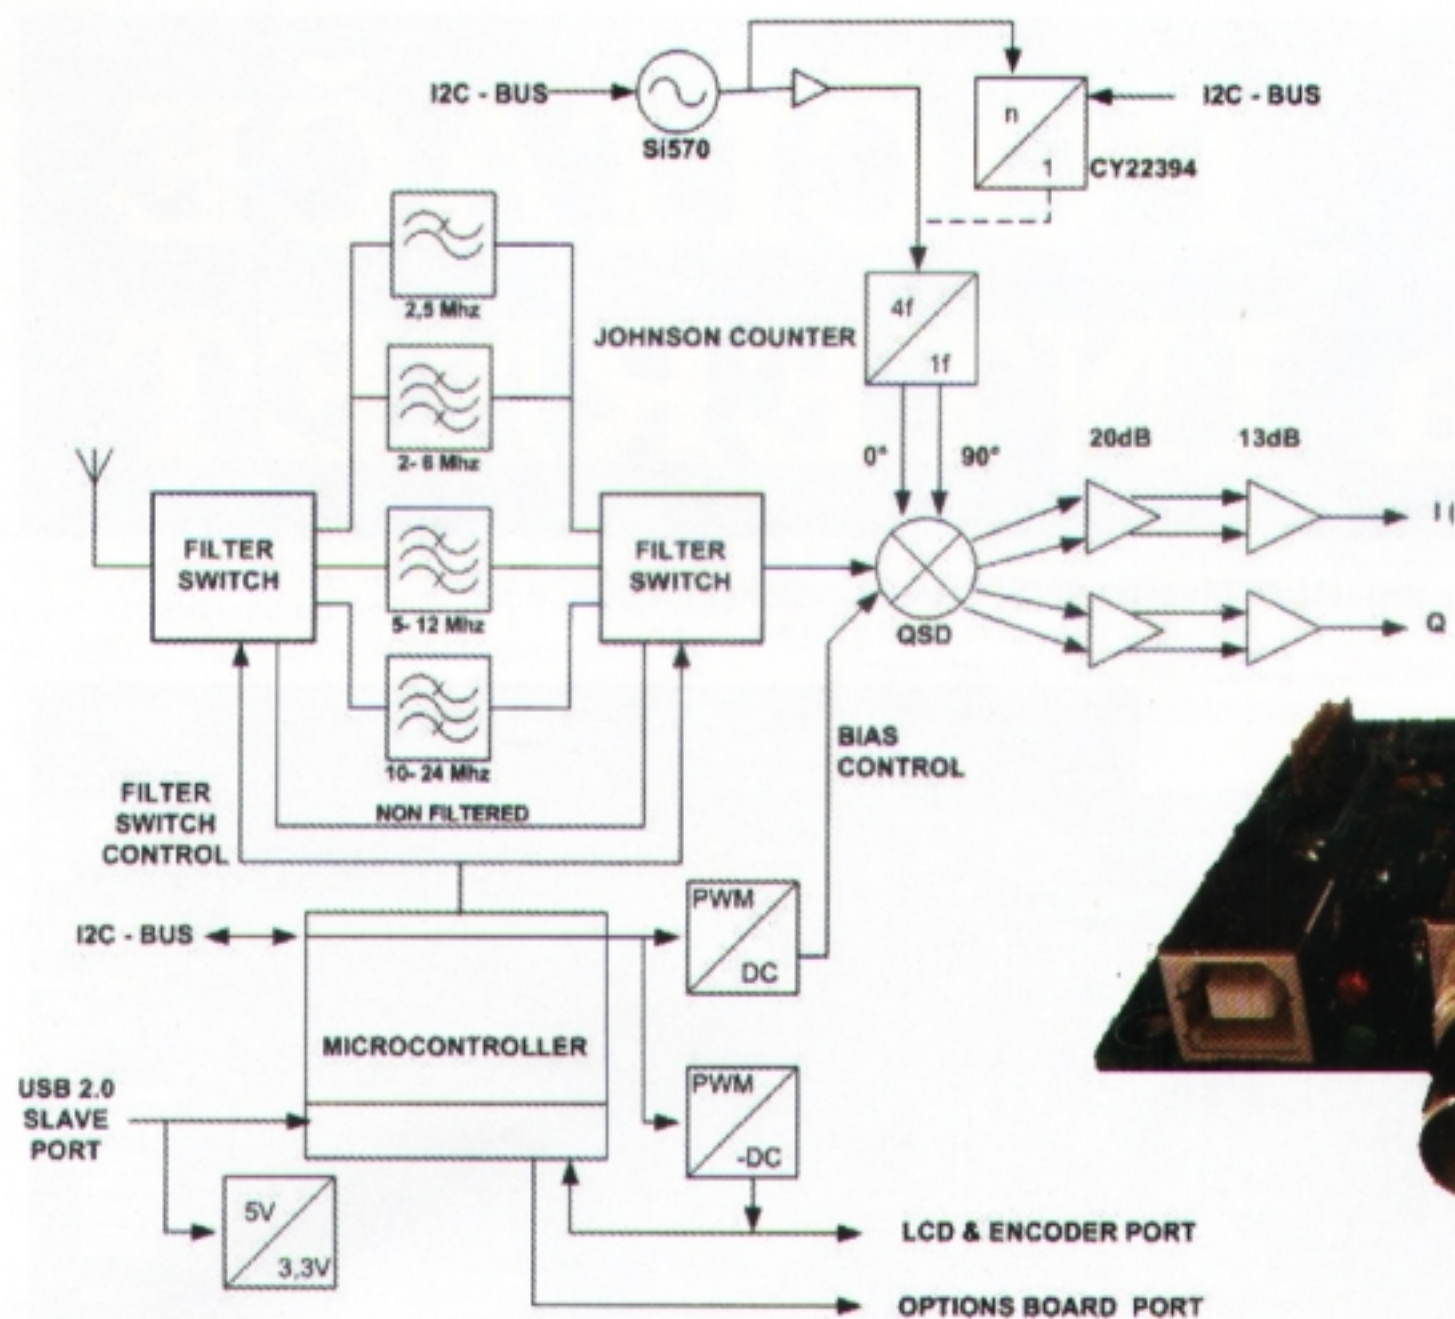 I2C - BUS
Si570
n
1
I2C - BUS
CY22394
2,5 Mhz
4f
1f
JOHNSON COUNTER
2- 6 Mhz
0°
90°
20dB
13dB
FILTER
SWITCH
5- 12 Mhz
FILTER
SWITCH
QSD
I
Q
10- 24 Mhz
NON FILTERED
FILTER
SWITCH
CONTROL
BIAS
CONTROL
I2C - BUS
PWM
DC
MICROCONTROLLER
USB 2.0
SLAVE
PORT
PWM
-DC
5V
3,3V
LCD & ENCODER PORT
OPTIONS BOARD PORT